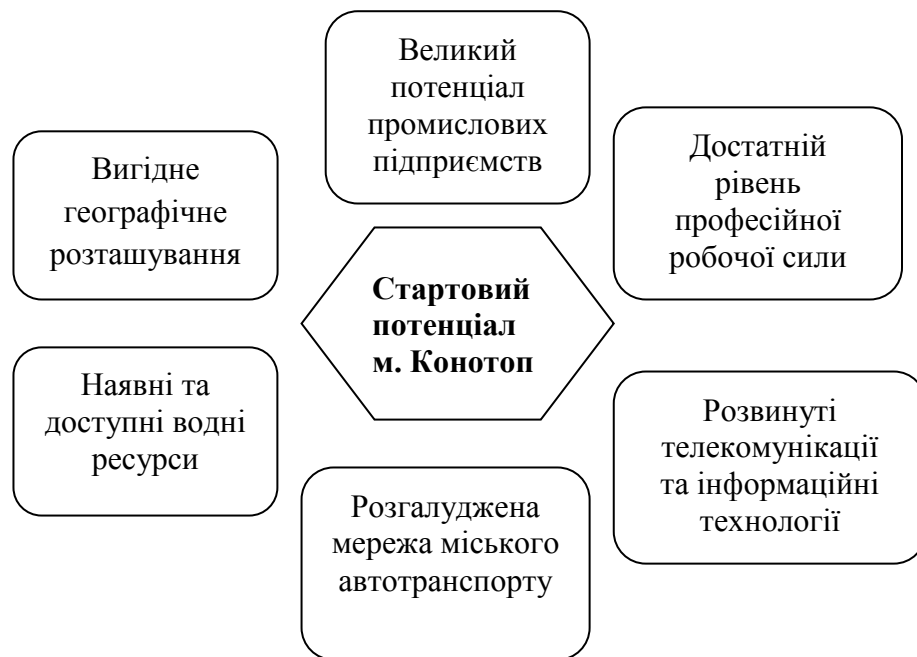 Великий
потенціал
промислових
підприємств
Вигідне
географічне
розташування
Достатній
рівень
професійної
робочої сили
Стартовий
потенціал
м. Конотоп
Наявні та
доступні водні
ресурси
Розвинуті
телекомунікації
та інформаційні
технології
Розгалуджена
мережа міського
автотранспорту